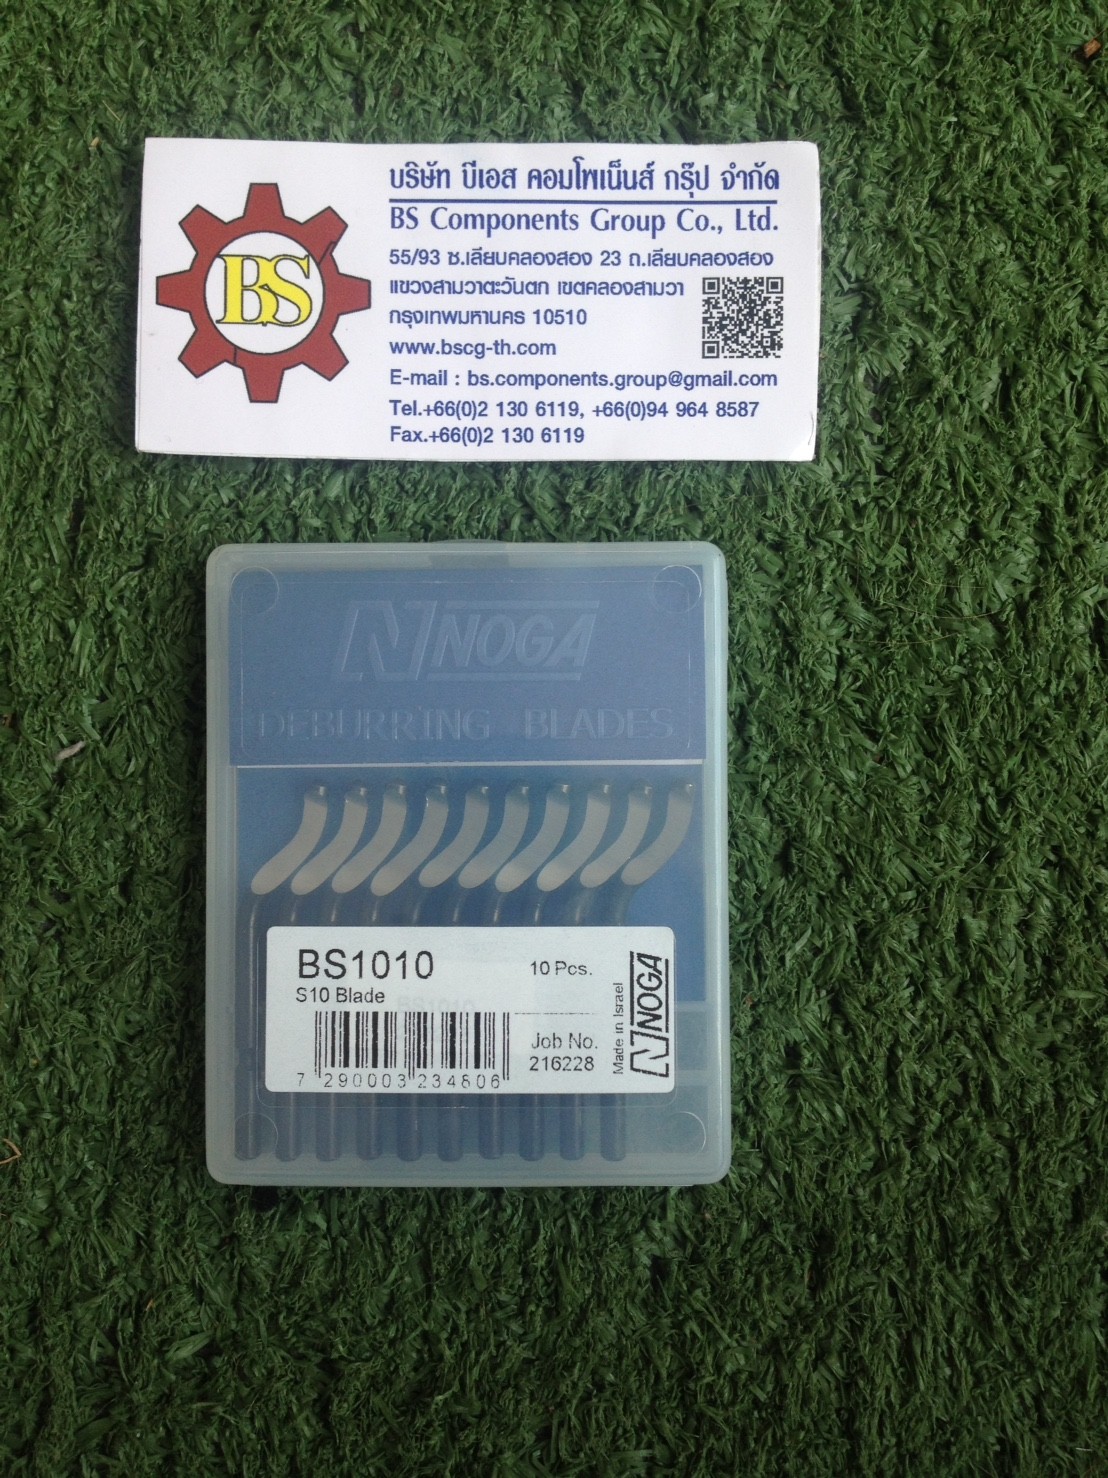 BS
บริษัท บีเอส คอมโพเน็นส์ กรุ๊ป จำกัด
BS Components Group Co., Ltd.
55/93 ซ.เลียบคลองสอง 23 ถ.เลียบคลองสอง
แขวงสามวาตะวันตก เขตคลองสามวา
กรุงเทพมหานคร 10510
www.bscg-th.com
E-mail : bs.components.group@gmail.com
Tel.+66(0)2 130 6119, +66(0)94 964 8587
Fax.+66(0)2 130 6119
NOGA
DEBURRING BLADES
BS1010
10 Pcs.
S10 Blade
BS1010
Job No.
216228
7 290003 234806
Made in Israel
NOGA